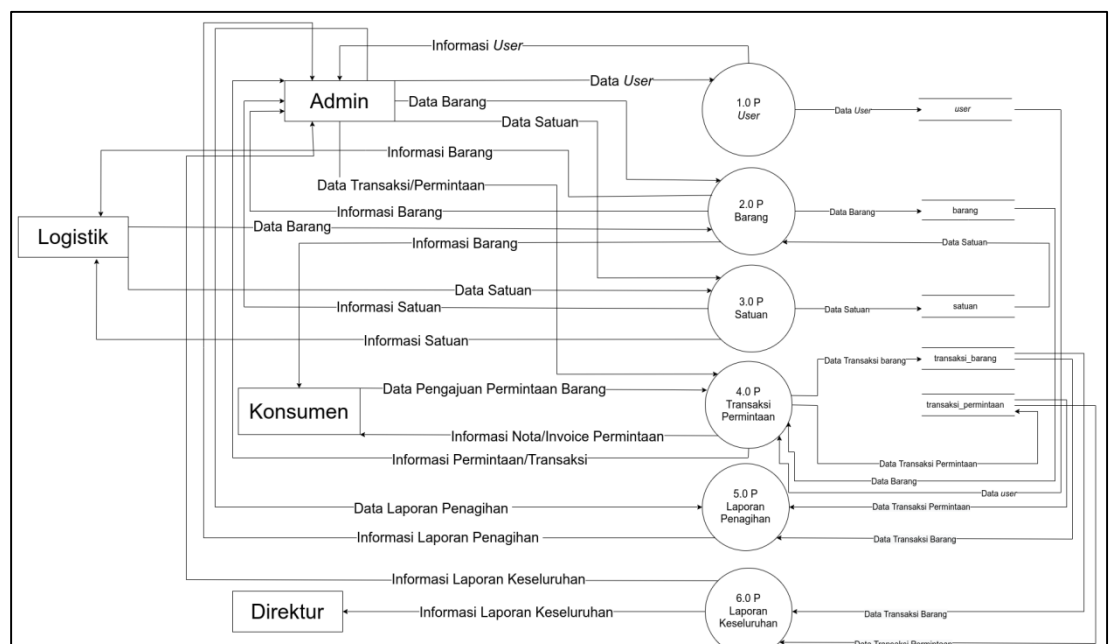 Informasi User
Data User
Admin
Data Barang
Data Satuan
1.0 P
User
Data User
user
Informasi Barang
Data Transaksi/Permintaan
Informasi Barang
2.0 P
Barang
Data Barang
barang
Logistik
Data Barang
Informasi Barang
Data Satuan
Data Satuan
Informasi Satuan
3.0 P
Satuan
Data Satuan
satuan
Informasi Satuan
Data Transaksi barang
transaksi_barang
Konsumen
Data Pengajuan Permintaan Barang
4.0 P
Transaksi
Permintaan
transaksi_permintaan
Informasi Nota/Invoice Permintaan
Informasi Permintaan/Transaksi
Data Transaksi Permintaan
Data Barang
Data user
5.0 P
Laporan
Penagihan
Data Laporan Penagihan
Data Transaksi Permintaan
Informasi Laporan Penagihan
Data Transaksi Barang
Informasi Laporan Keseluruhan
Direktur
Informasi Laporan Keseluruhan
6.0 P
Laporan
Keseluruhan
Data Transaksi Barang
Data Transaksi Permintaan